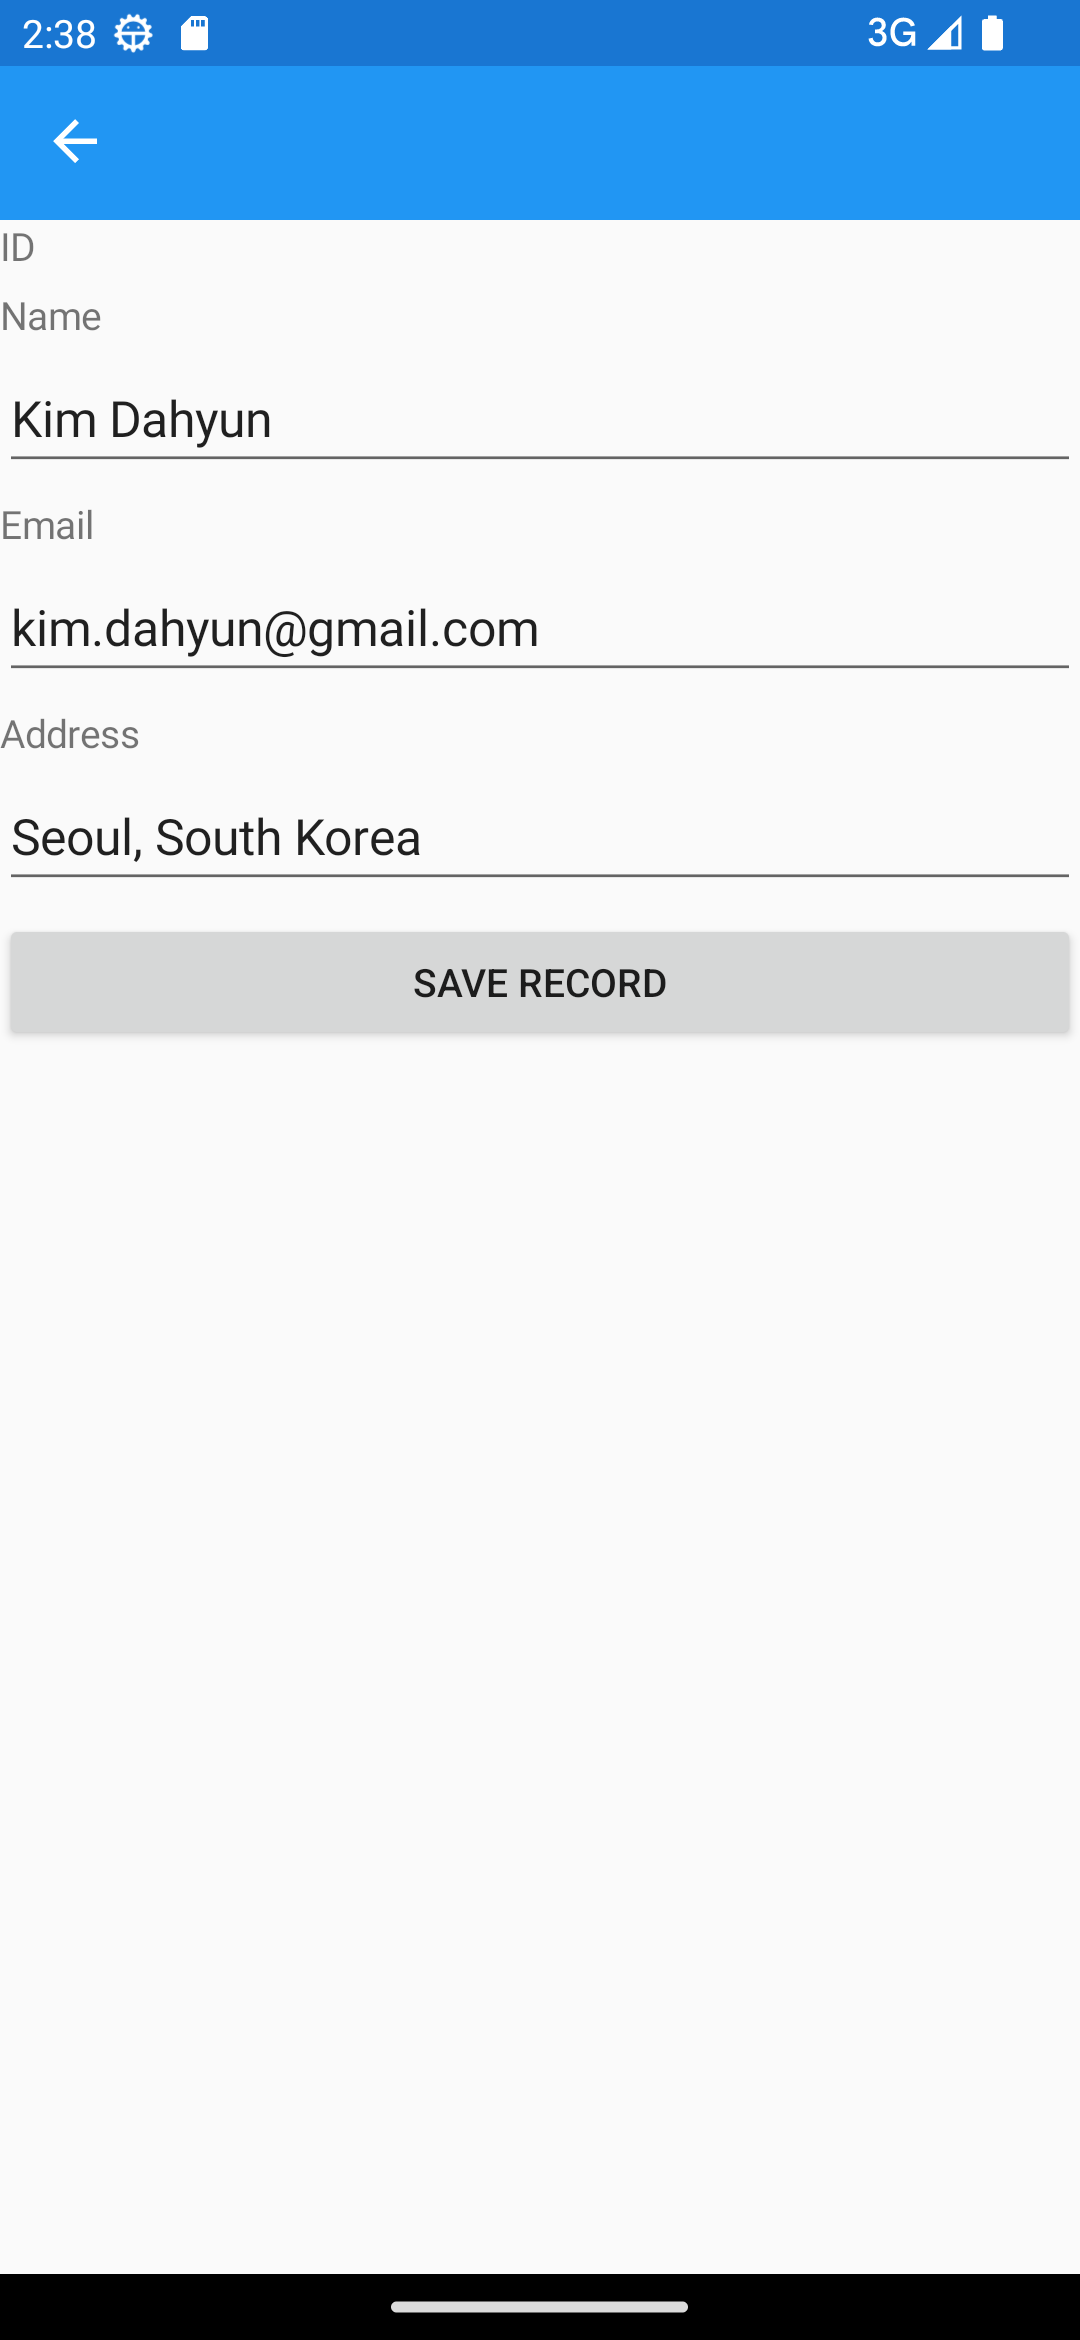 2:38 3G
ID
Name
Kim Dahyun
Email
kim.dahyun@gmail.com
Address
Seoul, South Korea
SAVE RECORD